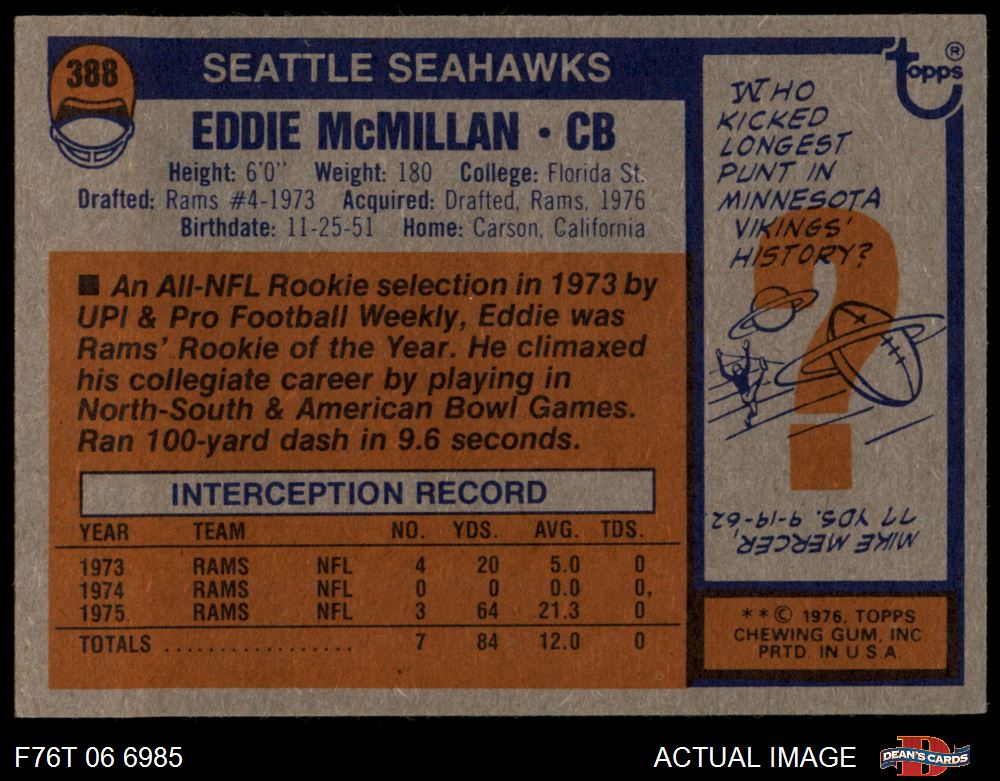 388
SEATTLE SEAHAWKS
EDDIE McMILLAN • CB
Height: 6'0" Weight: 180 College: Florida St.
Drafted: Rams #4-1973 Acquired: Drafted, Rams, 1976
Birthdate: 11-25-51 Home: Carson, California
■ An All-NFL Rookie selection in 1973 by
UPI & Pro Football Weekly, Eddie was
Rams' Rookie of the Year. He climaxed
his collegiate career by playing in
North-South & American Bowl Games.
Ran 100-yard dash in 9.6 seconds.
INTERCEPTION RECORD
YEAR TEAM NO. YDS. AVG. TDS.
1973 RAMS NFL 4 20 5.0 0
1974 RAMS NFL 0 0 0.0 0,
1975 RAMS NFL 3 64 21.3 0
TOTALS .................. 7 84 12.0 0
Topps ®
WHO
KICKED
LONGEST
PUNT IN
MINNESOTA
VIKINGS'
HISTORY?
?
MIKE MERCER,
77 YDS. 9-19-62
**© 1976, TOPPS
CHEWING GUM, INC.
PRTD. IN U S A.
F76T 06 6985
ACTUAL IMAGE
D
DEAN'S CARDS